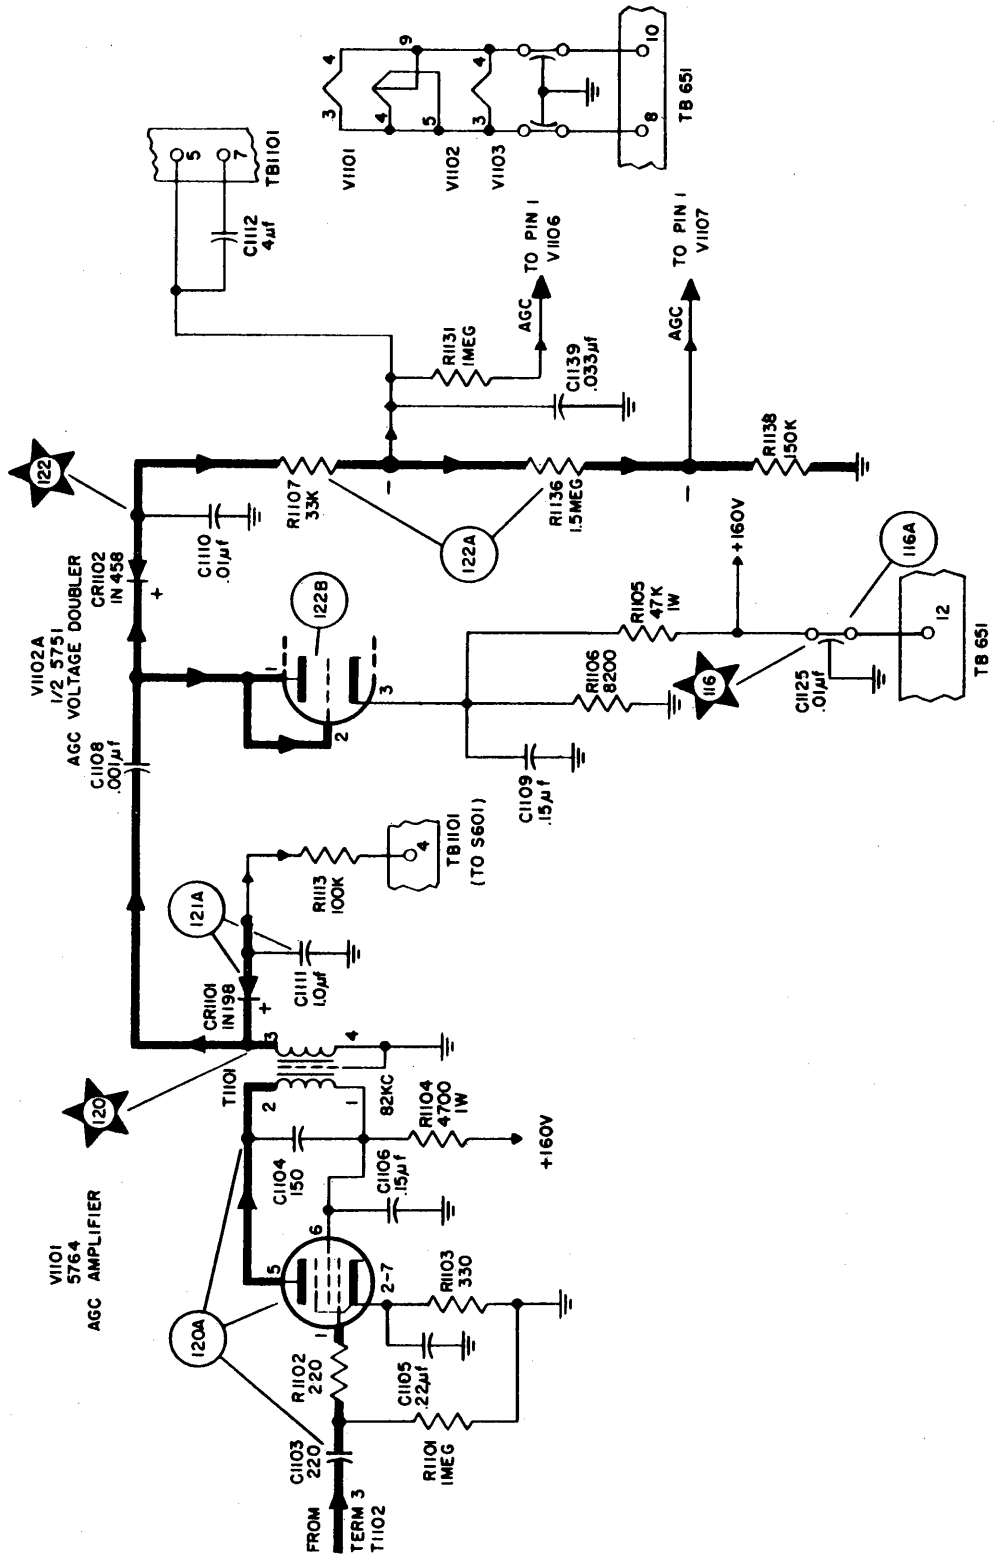 FROM
TERM 3
T1102
C1103
220
R1101
1MEG
R1102
220
C1105
.22µf
R1103
330
120A
V1101
5764
AGC AMPLIFIER
1
5
6
2-7
C1104
150
C1106
.15µf
R1104
4700
1W
+160V
120
T1101
2
1
3
4
82KC
CR1101
IN198
+
121A
C1111
1.0µf
R1113
100K
4
TB1101
(TO S601)
C1108
.001µf
V1102A
1/2 5751
AGC VOLTAGE DOUBLER
1
2
3
122B
C1109
.15µf
R1106
8200
R1105
47K
1W
+160V
116
C1125
.01µf
116A
12
TB 651
CR1102
IN 458
+
122
C1110
.01µf
R1107
33K
122A
R1136
1.5MEG
-
-
R1138
150K
AGC
TO PIN 1
V1107
C1139
.033µf
R1131
1MEG
AGC
TO PIN 1
V1106
C1112
4µf
5
7
TB1101
V1101
3
4
4
9
5
V1102
V1103
3
4
8
10
TB 651